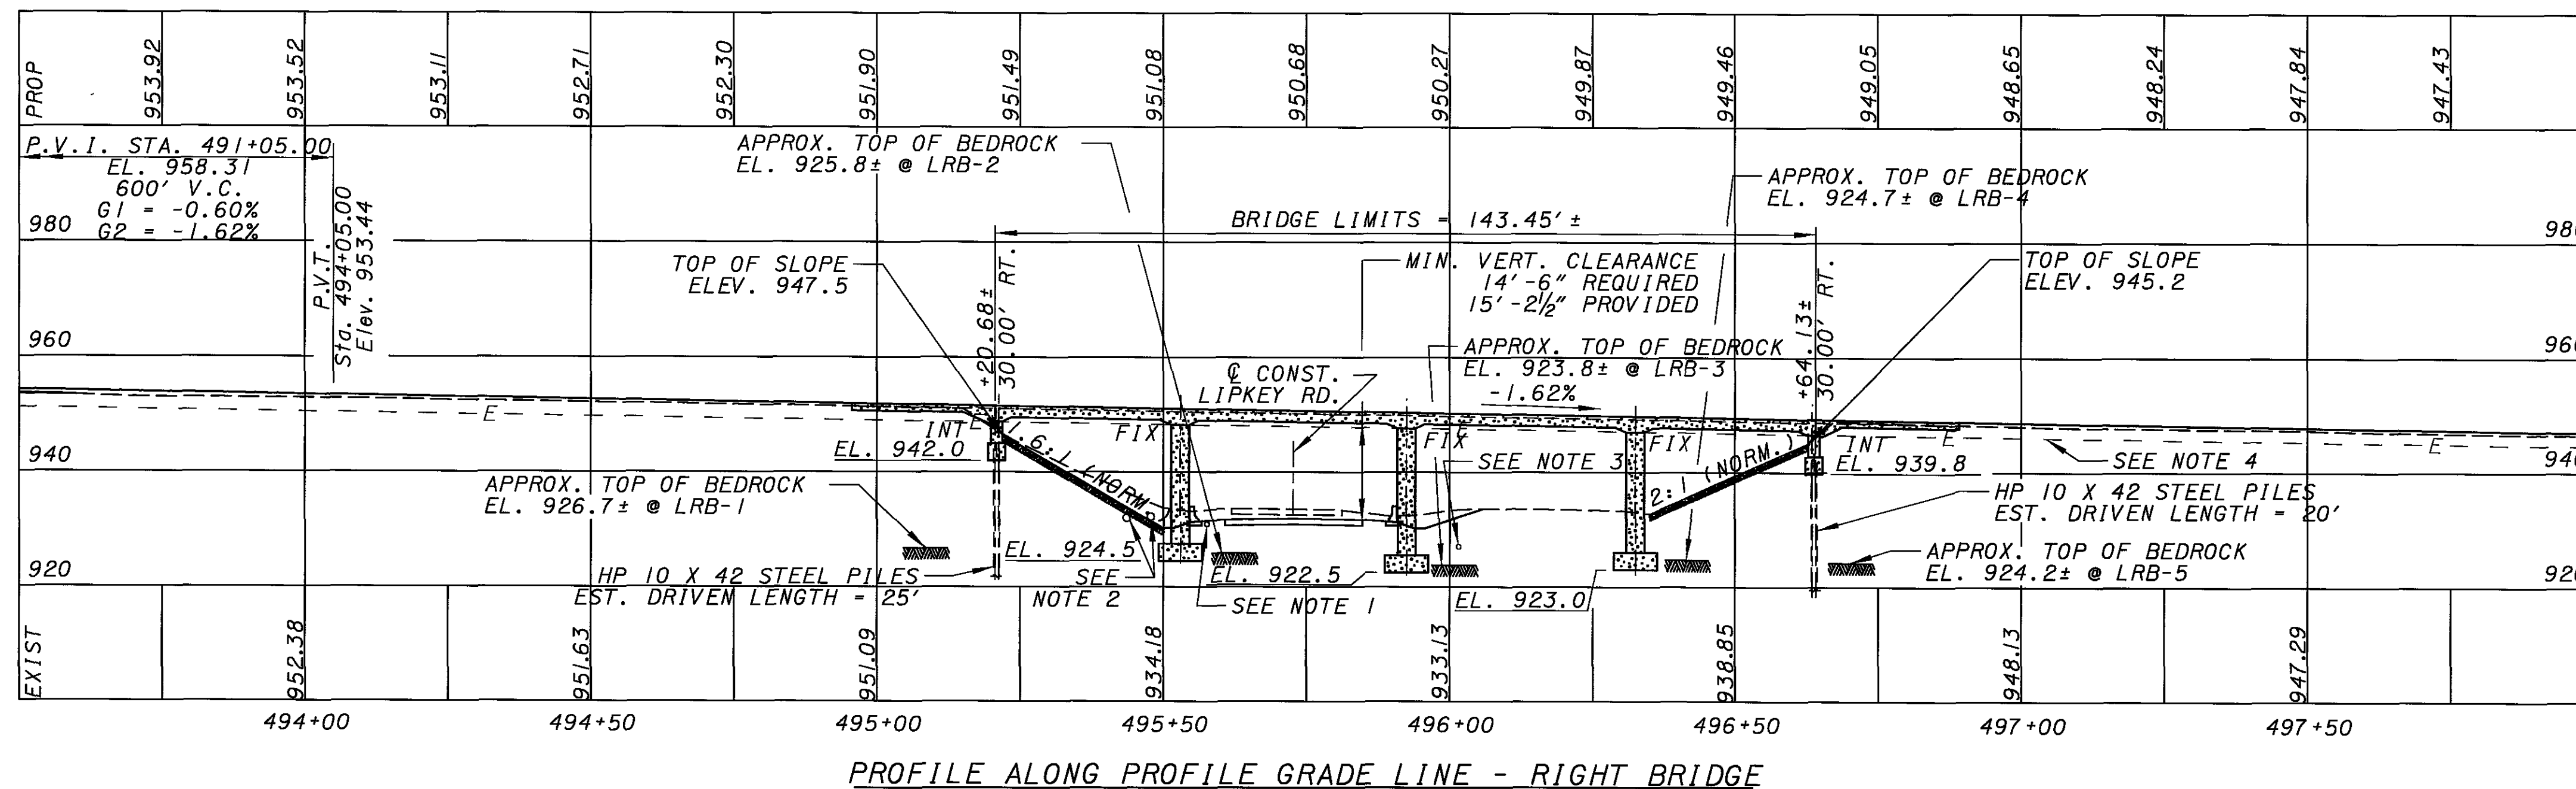 PROP
953.92
953.52
953.11
952.71
952.30
951.90
951.49
951.08
950.68
950.27
949.87
949.46
949.05
948.65
948.24
947.84
947.43
P.V.I. STA. 491+05.00
EL. 958.31
600' V.C.
G1 = -0.60%
G2 = -1.62%
P.V.T.
Sta. 494+05.00
Elev. 953.44
APPROX. TOP OF BEDROCK
EL. 925.8± @ LRB-2
APPROX. TOP OF BEDROCK
EL. 924.7± @ LRB-4
980
BRIDGE LIMITS = 143.45' ±
980
TOP OF SLOPE
ELEV. 947.5
+20.68±
30.00' RT.
MIN. VERT. CLEARANCE
14'-6" REQUIRED
15'-2½" PROVIDED
+64.13±
30.00' RT.
TOP OF SLOPE
ELEV. 945.2
960
℄ CONST.
LIPKEY RD.
APPROX. TOP OF BEDROCK
EL. 923.8± @ LRB-3
-1.62%
960
E
E
INT
EL. 942.0
1.6:1 (NORM.)
FIX
FIX
E
FIX
2:1 (NORM.)
INT
EL. 939.8
E
E
940
SEE NOTE 3
SEE NOTE 4
940
APPROX. TOP OF BEDROCK
EL. 926.7± @ LRB-1
HP 10 X 42 STEEL PILES
EST. DRIVEN LENGTH = 20'
EL. 924.5
APPROX. TOP OF BEDROCK
EL. 924.2± @ LRB-5
920
HP 10 X 42 STEEL PILES
EST. DRIVEN LENGTH = 25'
SEE
NOTE 2
EL. 922.5
SEE NOTE 1
EL. 923.0
920
EXIST
952.38
951.63
951.09
934.18
933.13
938.85
948.13
947.29
494+00
494+50
495+00
495+50
496+00
496+50
497+00
497+50
PROFILE ALONG PROFILE GRADE LINE - RIGHT BRIDGE